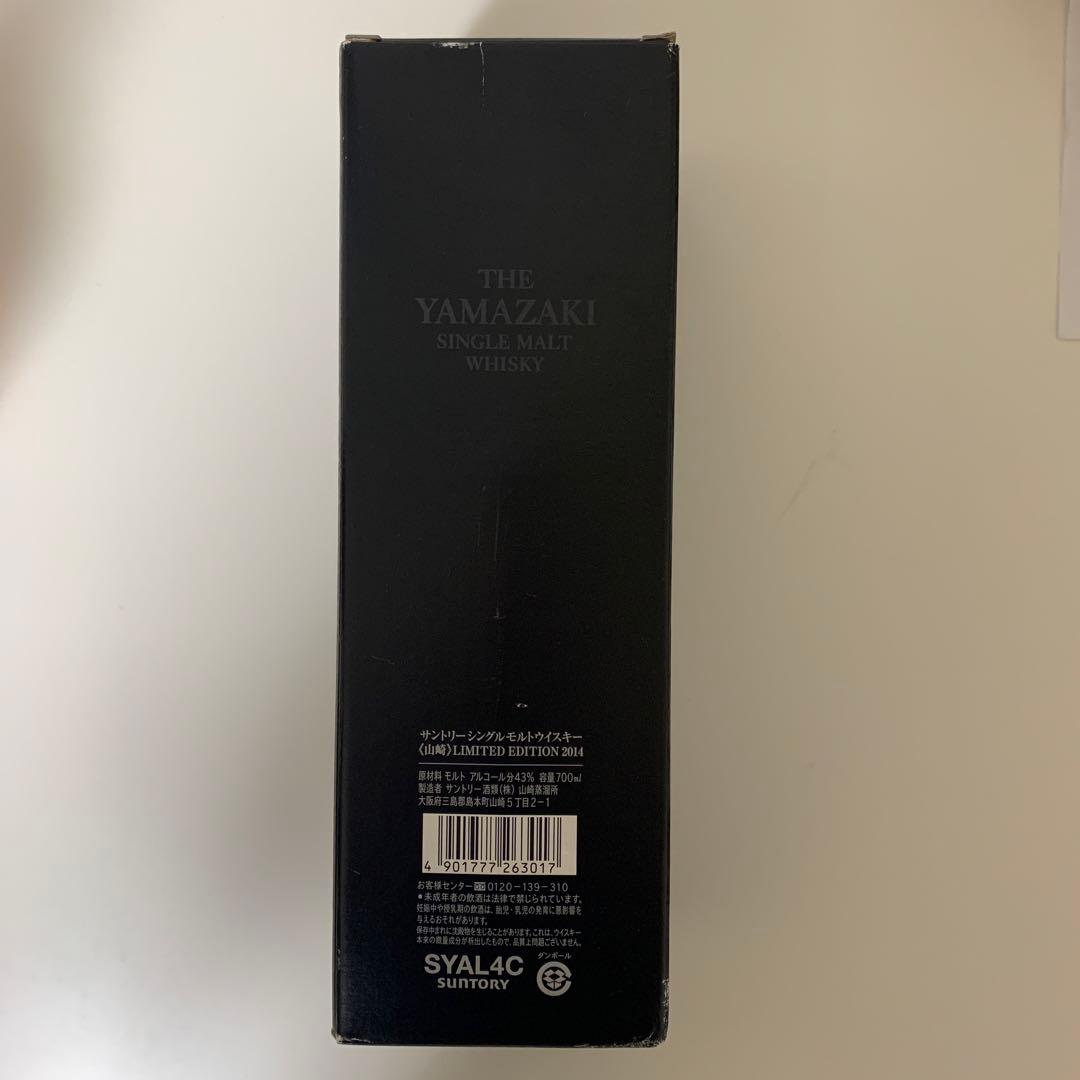 THE
YAMAZAKI
SINGLE MALT
WHISKY
サントリーシングルモルトウイスキー
《山崎》LIMITED EDITION 2014
原材料 モルト アルコール分43% 容量700ml
製造者 サントリー酒類(株) 山崎蒸溜所
大阪府三島郡島本町山崎5丁目2-1
4 901777 263017
お客様センター 0120-139-310
●未成年者の飲酒は法律で禁じられています。
妊娠中や授乳期の飲酒は、胎児・乳児の発育に悪影響を
与えるおそれがあります。
保存中まれに沈殿物を生じることがあります。これは、ウイスキー
本来の微量成分が析出したもので、品質上問題ございません。
SYAL4C
SUNTORY
ダンボール